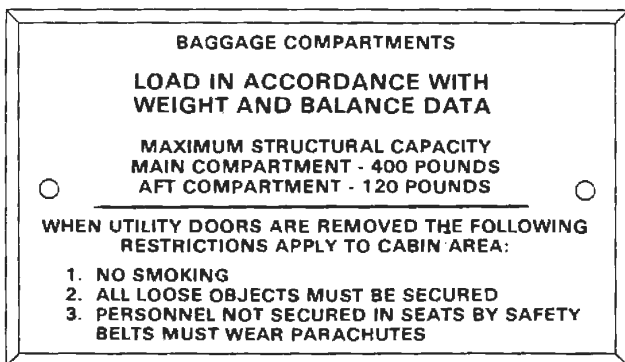 BAGGAGE COMPARTMENTS
LOAD IN ACCORDANCE WITH
WEIGHT AND BALANCE DATA
MAXIMUM STRUCTURAL CAPACITY
MAIN COMPARTMENT - 400 POUNDS
AFT COMPARTMENT - 120 POUNDS
WHEN UTILITY DOORS ARE REMOVED THE FOLLOWING
RESTRICTIONS APPLY TO CABIN AREA:
1. NO SMOKING
2. ALL LOOSE OBJECTS MUST BE SECURED
3. PERSONNEL NOT SECURED IN SEATS BY SAFETY
BELTS MUST WEAR PARACHUTES